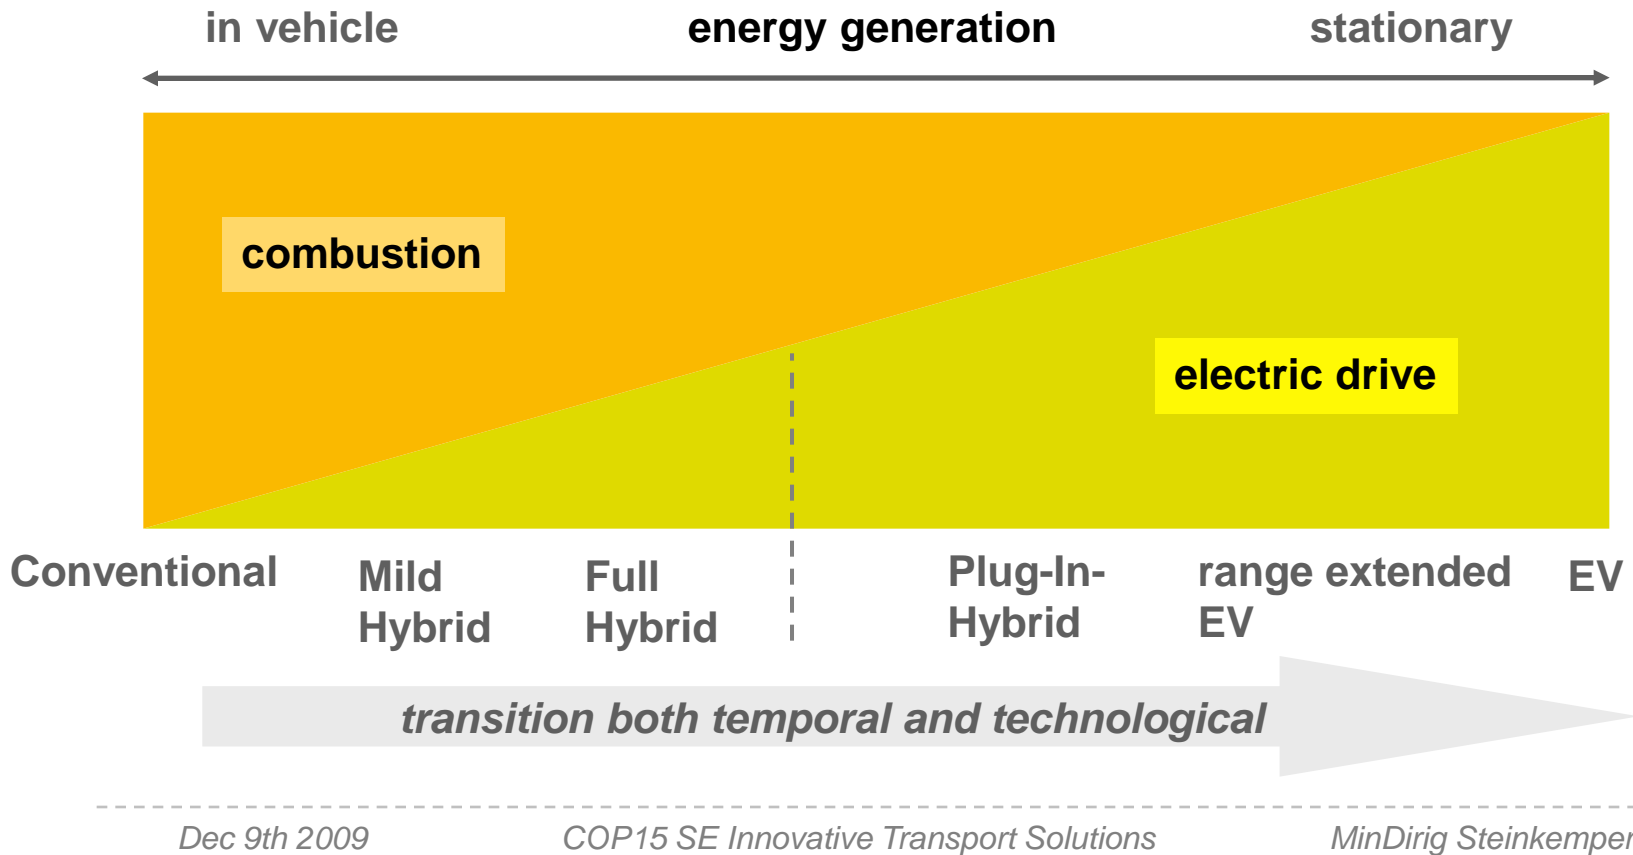 in vehicle energy generation stationary
combustion
electric drive
Conventional Mild Hybrid Full Hybrid Plug-In-Hybrid range extended EV EV
transition both temporal and technological
Dec 9th 2009 COP15 SE Innovative Transport Solutions MinDirig Steinkemper